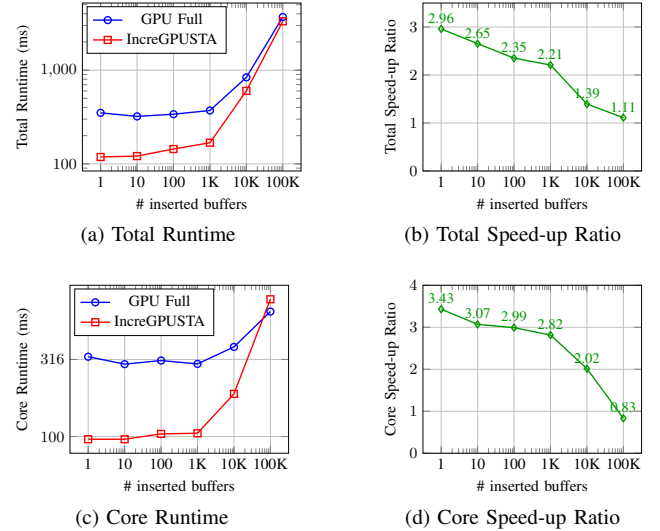 GPU Full
IncreGPUSTA
Total Runtime (ms)
1,000
100
1
10
100
1K
10K
100K
# inserted buffers
(a) Total Runtime
Total Speed-up Ratio
3
2
1
0
2.96
2.65
2.35
2.21
1.39
1.11
1
10
100
1K
10K
100K
# inserted buffers
(b) Total Speed-up Ratio
GPU Full
IncreGPUSTA
Core Runtime (ms)
316
100
1
10
100
1K
10K
100K
# inserted buffers
(c) Core Runtime
Core Speed-up Ratio
4
3
2
1
0
3.43
3.07
2.99
2.82
2.02
0.83
1
10
100
1K
10K
100K
# inserted buffers
(d) Core Speed-up Ratio